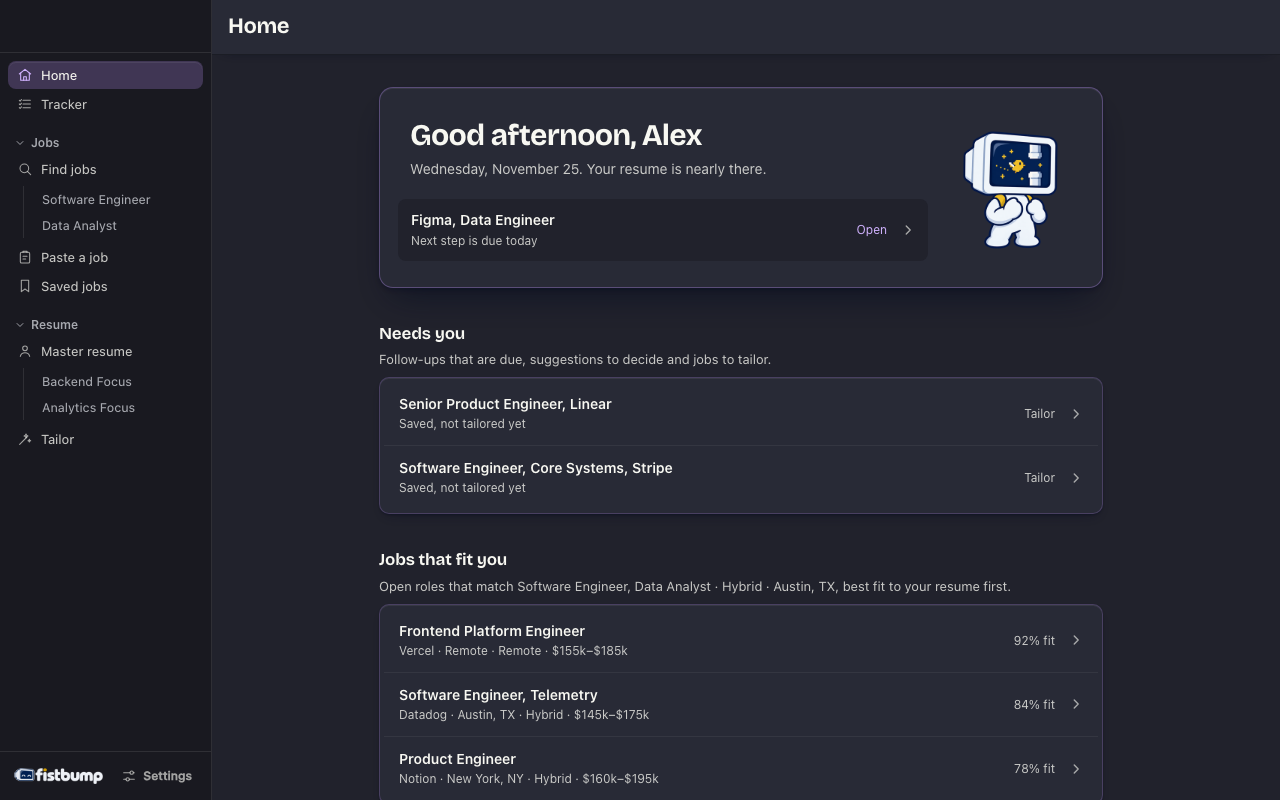 Home
Home
Tracker
Jobs
Find jobs
Software Engineer
Data Analyst
Paste a job
Saved jobs
Resume
Master resume
Backend Focus
Analytics Focus
Tailor
fistbump
Settings
Good afternoon, Alex
Wednesday, November 25. Your resume is nearly there.
Figma, Data Engineer
Next step is due today
Open
Needs you
Follow-ups that are due, suggestions to decide and jobs to tailor.
Senior Product Engineer, Linear
Saved, not tailored yet
Tailor
Software Engineer, Core Systems, Stripe
Saved, not tailored yet
Tailor
Jobs that fit you
Open roles that match Software Engineer, Data Analyst · Hybrid · Austin, TX, best fit to your resume first.
Frontend Platform Engineer
Vercel · Remote · Remote · $155k–$185k
92% fit
Software Engineer, Telemetry
Datadog · Austin, TX · Hybrid · $145k–$175k
84% fit
Product Engineer
Notion · New York, NY · Hybrid · $160k–$195k
78% fit